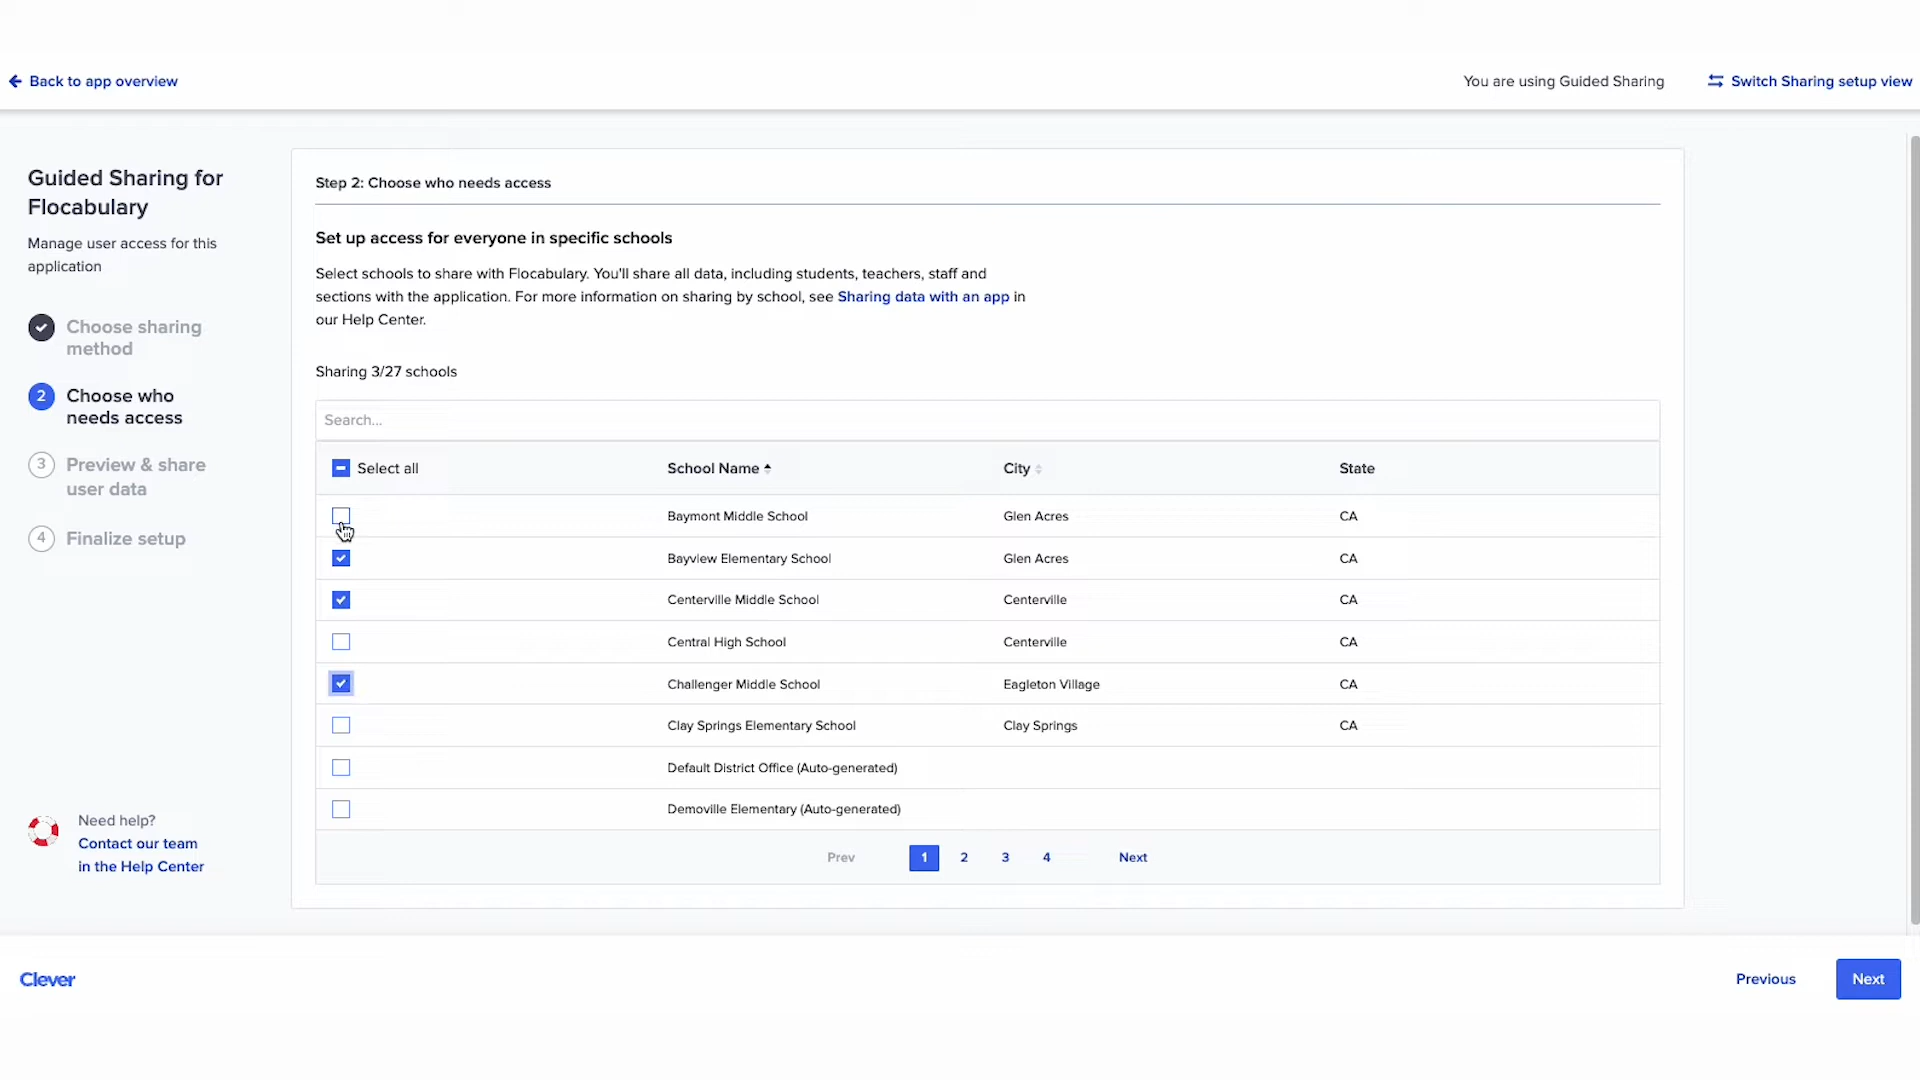 Back to app overview
You are using Guided Sharing
Switch Sharing setup view
Guided Sharing for
Flocabulary
Manage user access for this
application
Choose sharing
method
2 Choose who
needs access
3 Preview & share
user data
4 Finalize setup
Need help?
Contact our team
in the Help Center
Step 2: Choose who needs access
Set up access for everyone in specific schools
Select schools to share with Flocabulary. You'll share all data, including students, teachers, staff and
sections with the application. For more information on sharing by school, see Sharing data with an app in
our Help Center.
Sharing 3/27 schools
Search...
Select all School Name City State
Baymont Middle School Glen Acres CA
Bayview Elementary School Glen Acres CA
Centerville Middle School Centerville CA
Central High School Centerville CA
Challenger Middle School Eagleton Village CA
Clay Springs Elementary School Clay Springs CA
Default District Office (Auto-generated)
Demoville Elementary (Auto-generated)
Prev 1 2 3 4 Next
Clever
Previous Next